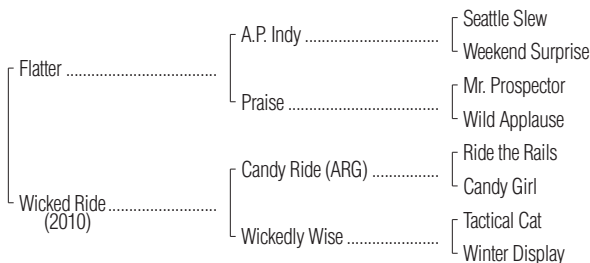 Seattle Slew
A.P. Indy ........................................
Weekend Surprise
Flatter .............................................
Mr. Prospector
Praise .............................................
Wild Applause
Ride the Rails
Candy Ride (ARG) ....................
Candy Girl
Wicked Ride ................................
(2010)
Tactical Cat
Wickedly Wise ............................
Winter Display